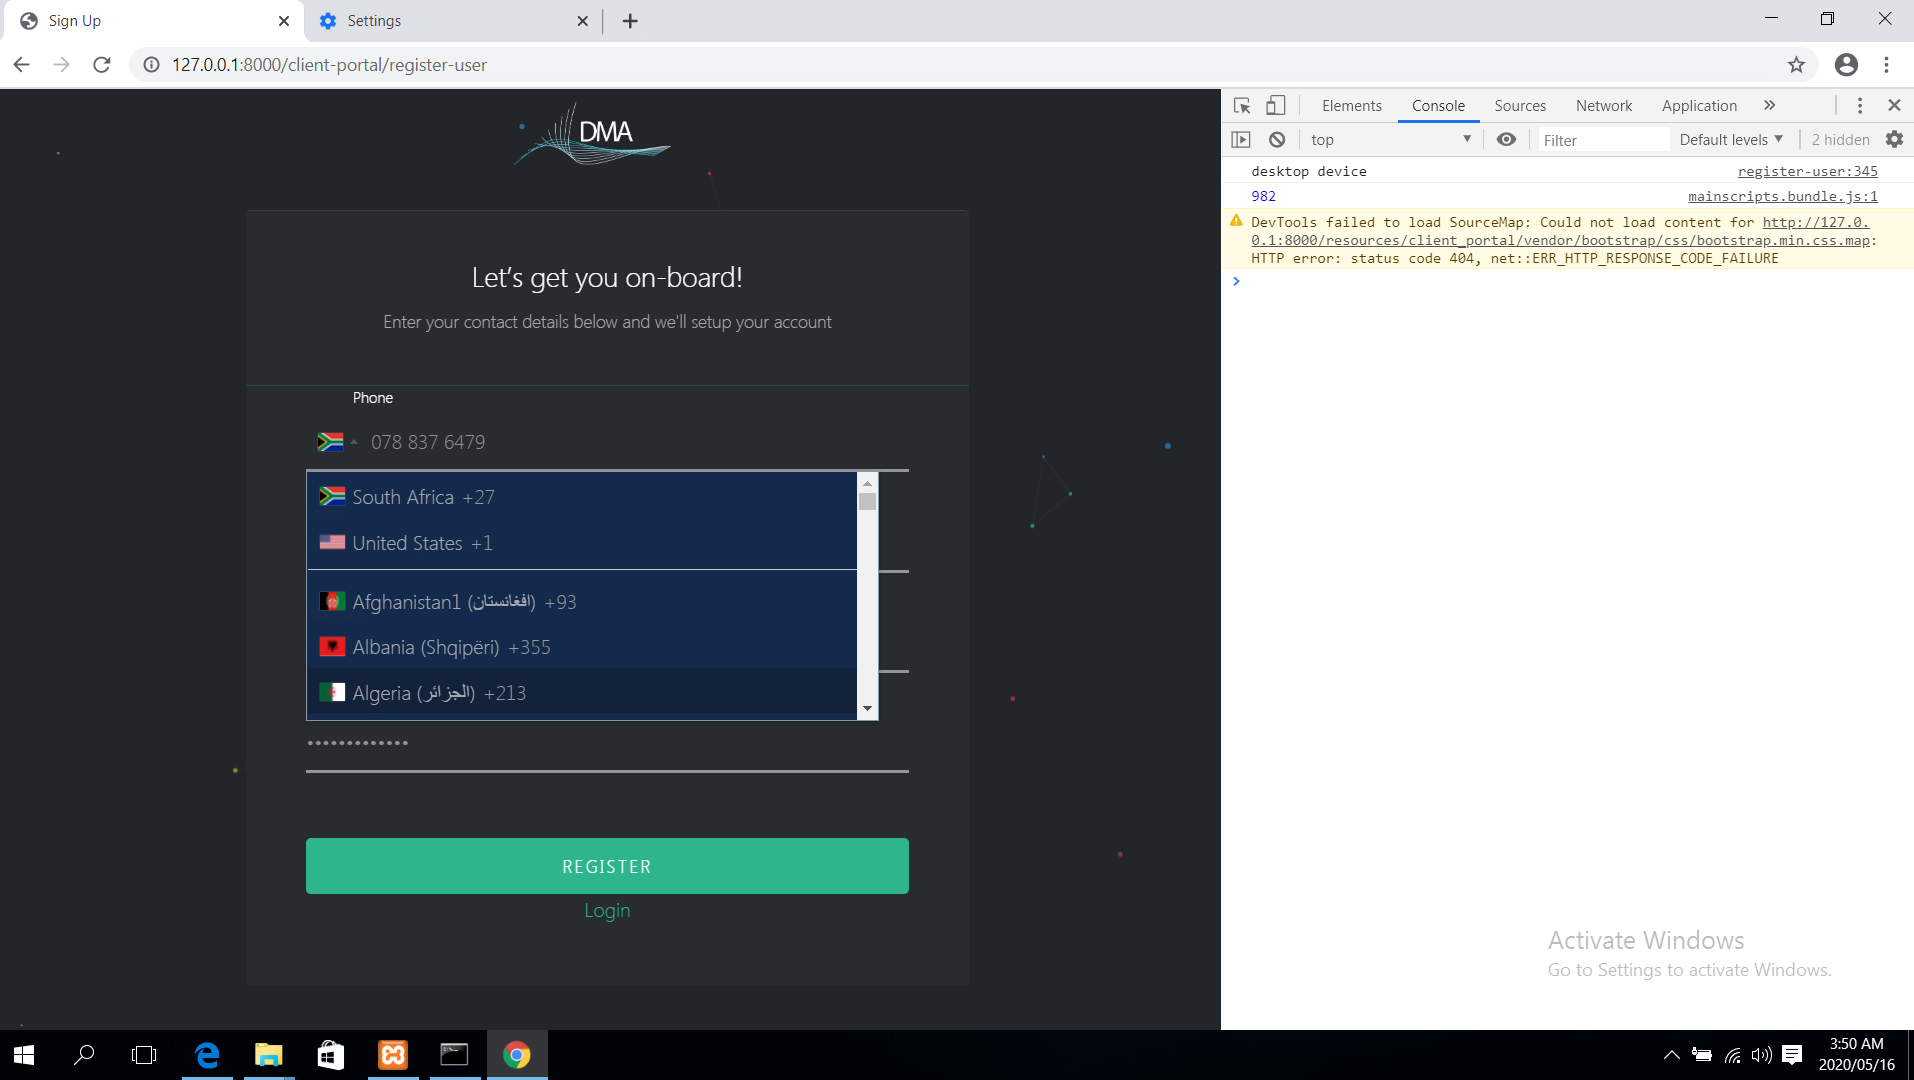 Sign Up
Settings
127.0.0.1:8000/client-portal/register-user
DMA
Let's get you on-board!
Enter your contact details below and we'll setup your account
Phone
078 837 6479
South Africa +27
United States +1
Afghanistan1 (‫افغانستان‬‎) +93
Albania (Shqipëri) +355
Algeria (‫الجزائر‬‎) +213
•••••••••••••
REGISTER
Login
Elements Console Sources Network Application »
top Filter Default levels 2 hidden
desktop device register-user:345
982 mainscripts.bundle.js:1
DevTools failed to load SourceMap: Could not load content for http://127.0.
0.1:8000/resources/client_portal/vendor/bootstrap/css/bootstrap.min.css.map:
HTTP error: status code 404, net::ERR_HTTP_RESPONSE_CODE_FAILURE
Activate Windows
Go to Settings to activate Windows.
3:50 AM
2020/05/16